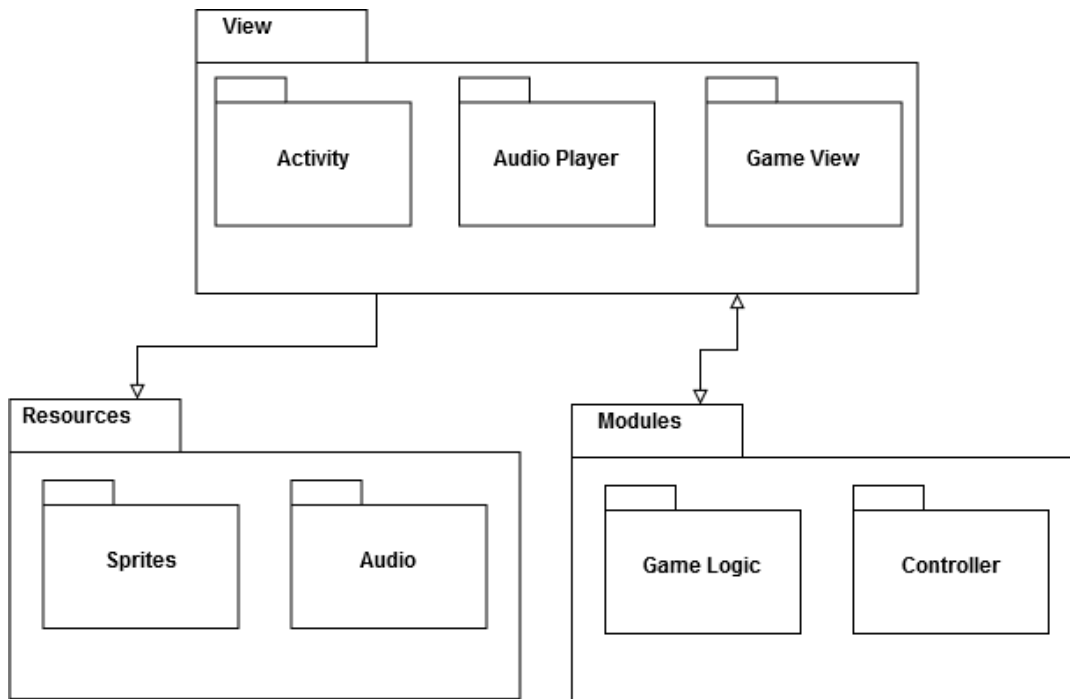 View
Activity
Audio Player
Game View
Resources
Modules
Sprites
Audio
Game Logic
Controller